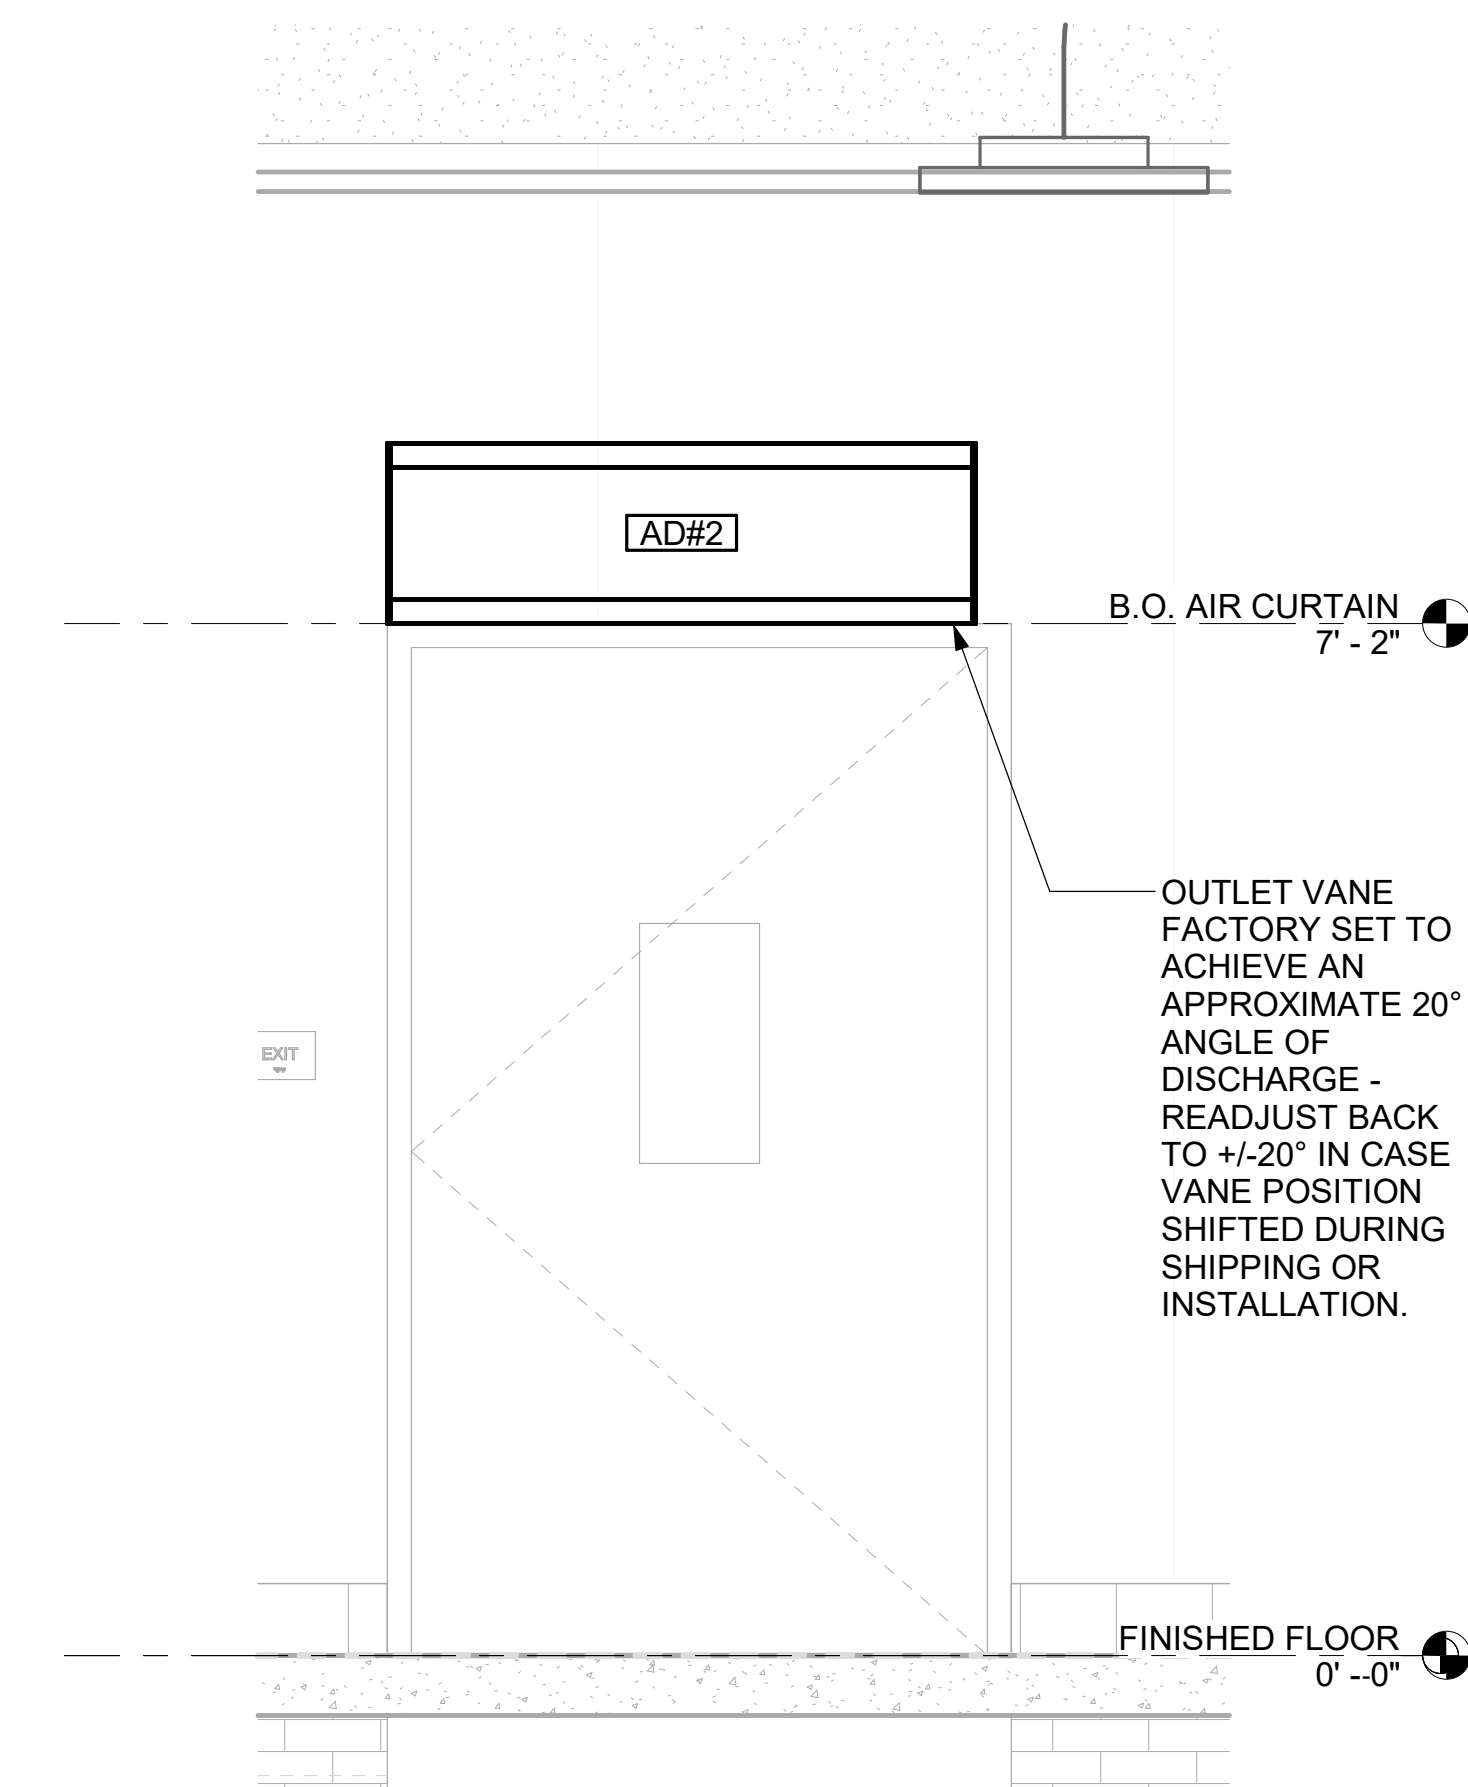 AD#2
B.O. AIR CURTAIN
7' - 2"
OUTLET VANE
FACTORY SET TO
ACHIEVE AN
APPROXIMATE 20°
ANGLE OF
DISCHARGE -
READJUST BACK
TO +/-20° IN CASE
VANE POSITION
SHIFTED DURING
SHIPPING OR
INSTALLATION.
EXIT
FINISHED FLOOR
0' --0"